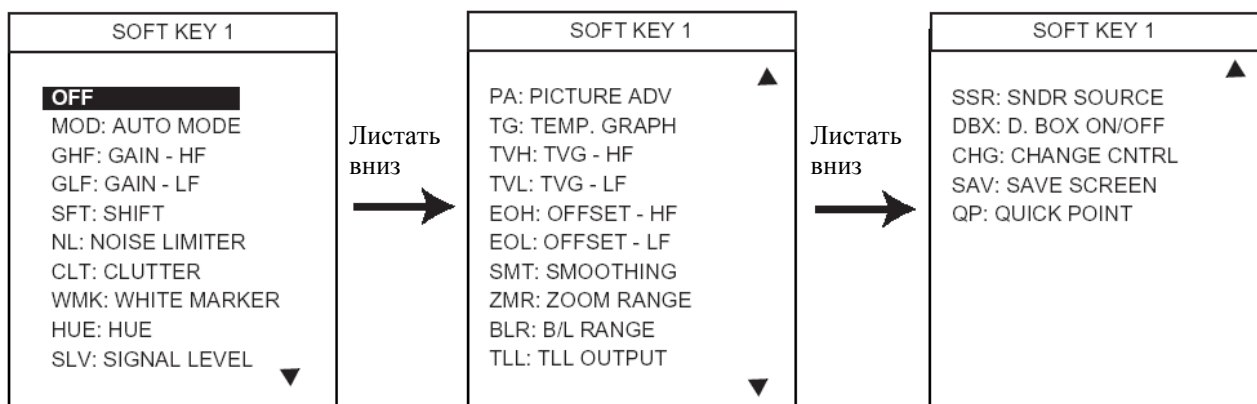 SOFT KEY 1
OFF
MOD: AUTO MODE
GHF: GAIN - HF
GLF: GAIN - LF
SFT: SHIFT
NL: NOISE LIMITER
CLT: CLUTTER
WMK: WHITE MARKER
HUE: HUE
SLV: SIGNAL LEVEL
Листать
вниз
SOFT KEY 1
PA: PICTURE ADV
TG: TEMP. GRAPH
TVH: TVG - HF
TVL: TVG - LF
EOH: OFFSET - HF
EOL: OFFSET - LF
SMT: SMOOTHING
ZMR: ZOOM RANGE
BLR: B/L RANGE
TLL: TLL OUTPUT
Листать
вниз
SOFT KEY 1
SSR: SNDR SOURCE
DBX: D. BOX ON/OFF
CHG: CHANGE CNTRL
SAV: SAVE SCREEN
QP: QUICK POINT